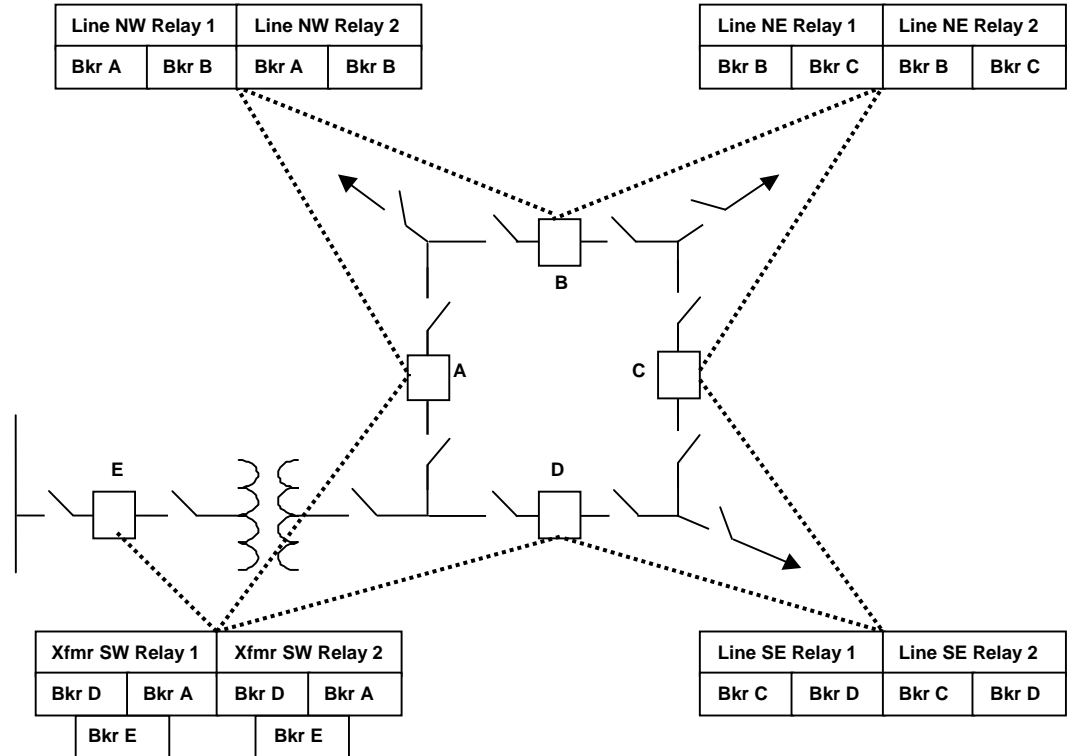 Line NW Relay 1 Line NW Relay 2
Bkr A Bkr B Bkr A Bkr B
Line NE Relay 1 Line NE Relay 2
Bkr B Bkr C Bkr B Bkr C
B
A
C
E
D
Xfmr SW Relay 1 Xfmr SW Relay 2
Bkr D Bkr A Bkr D Bkr A
Bkr E Bkr E
Line SE Relay 1 Line SE Relay 2
Bkr C Bkr D Bkr C Bkr D